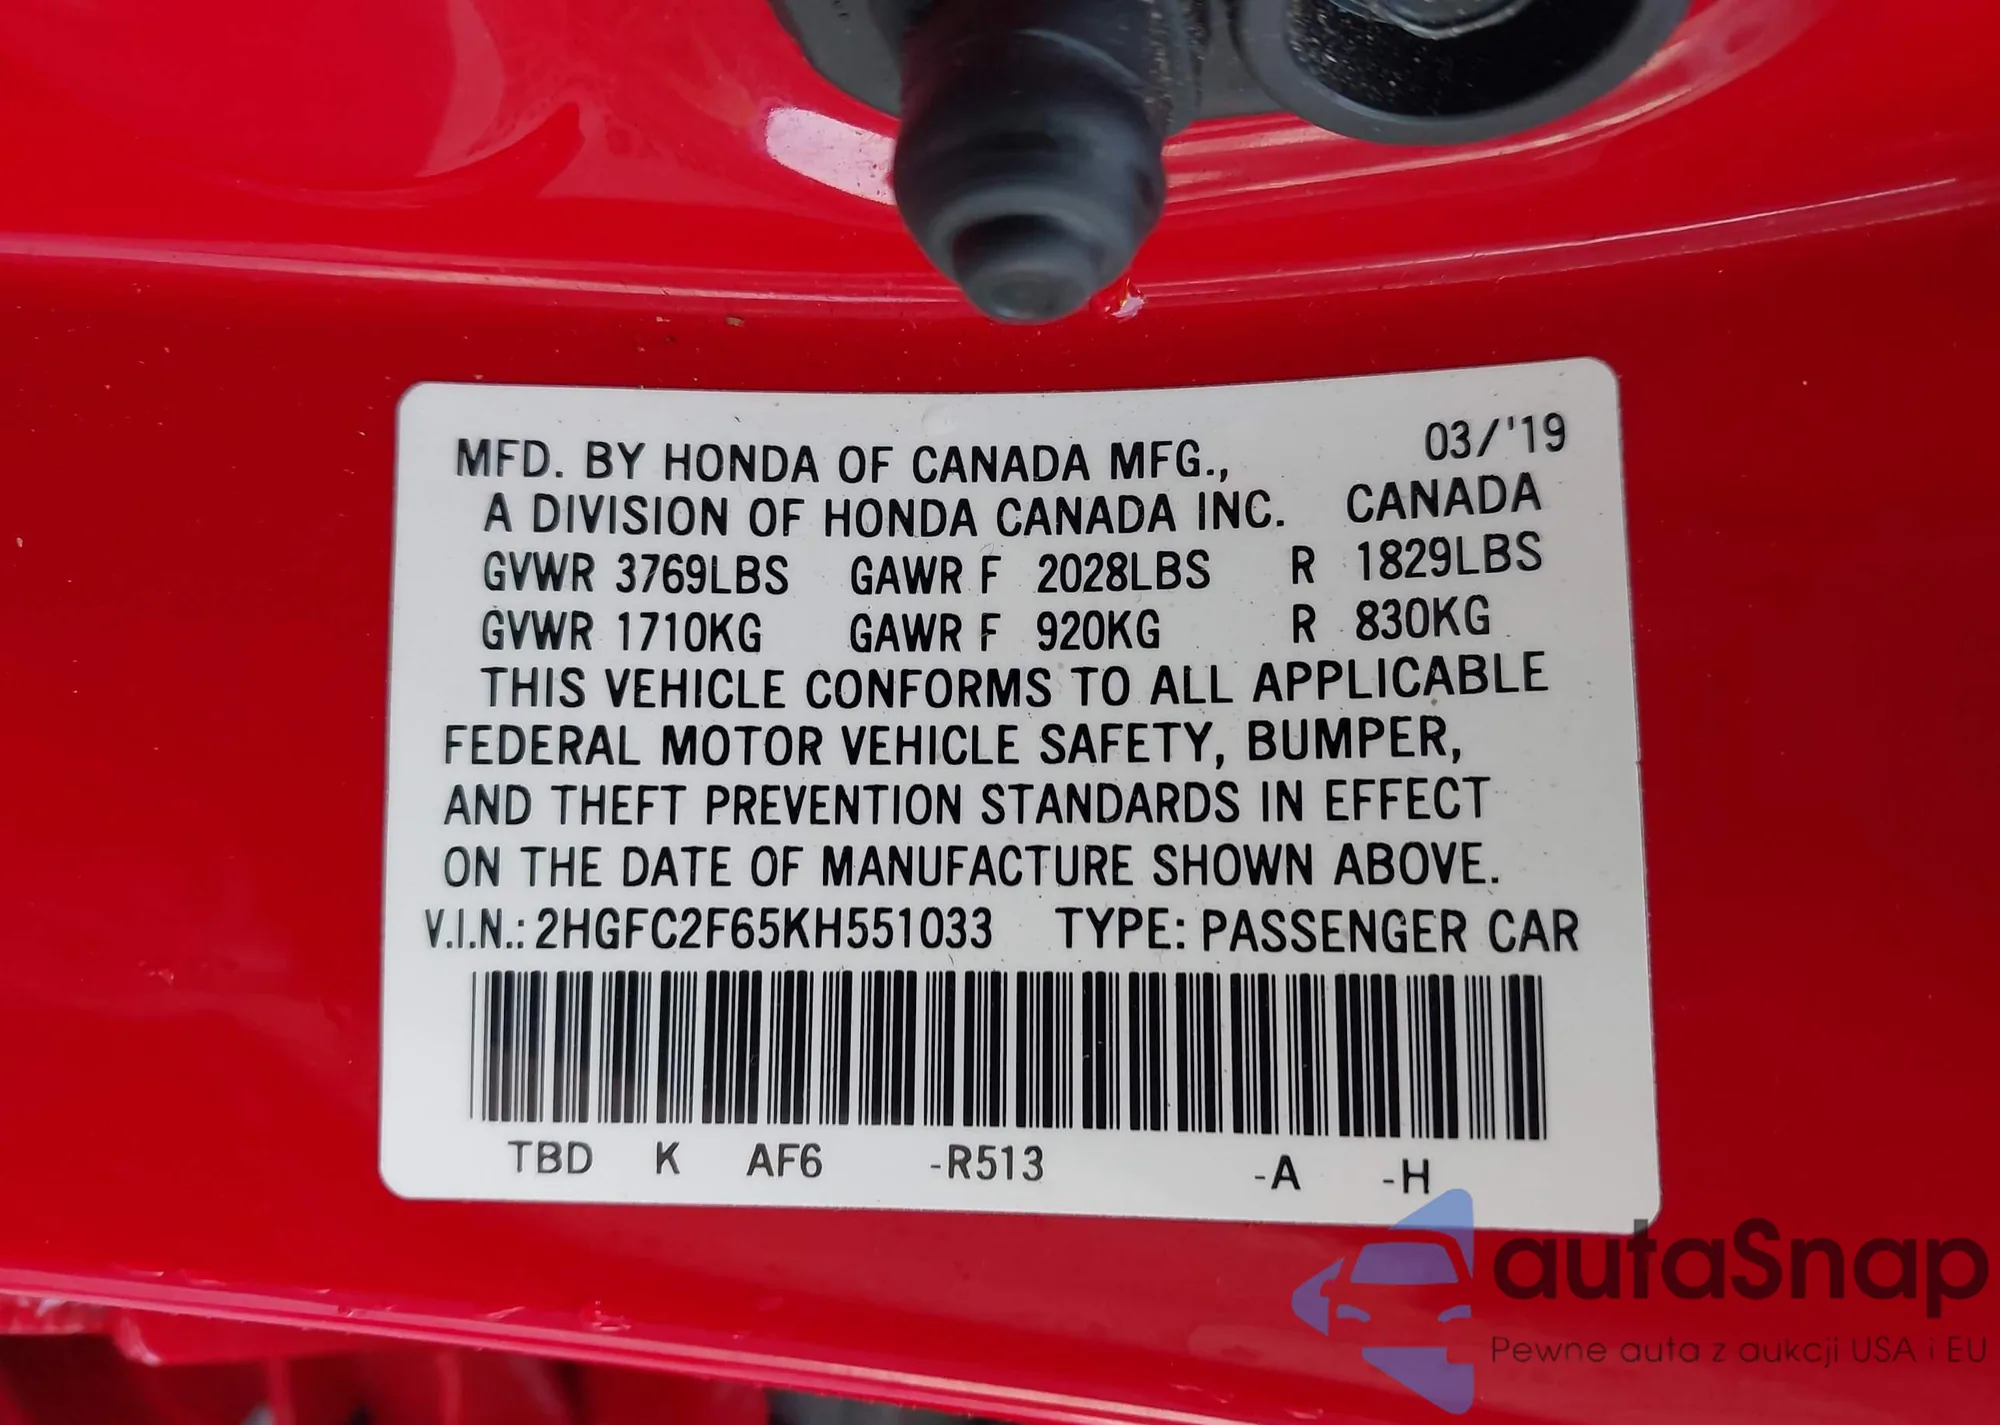 MFD. BY HONDA OF CANADA MFG., 03/'19
A DIVISION OF HONDA CANADA INC. CANADA
GVWR 3769LBS GAWR F 2028LBS R 1829LBS
GVWR 1710KG GAWR F 920KG R 830KG
THIS VEHICLE CONFORMS TO ALL APPLICABLE
FEDERAL MOTOR VEHICLE SAFETY, BUMPER,
AND THEFT PREVENTION STANDARDS IN EFFECT
ON THE DATE OF MANUFACTURE SHOWN ABOVE.
V.I.N.: 2HGFC2F65KH551033 TYPE: PASSENGER CAR
TBD K AF6 -R513 -A -H
autaSnap
Pewne auta z aukcji USA i EU